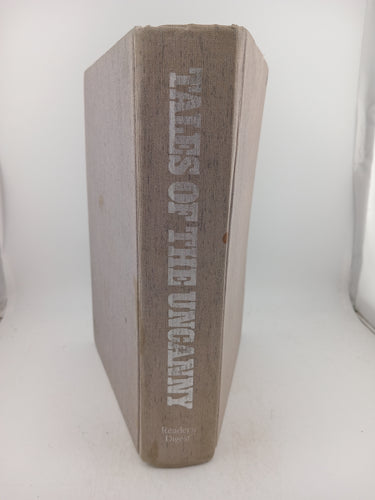 TALES OF THE UNCANNY
Reader's
Digest